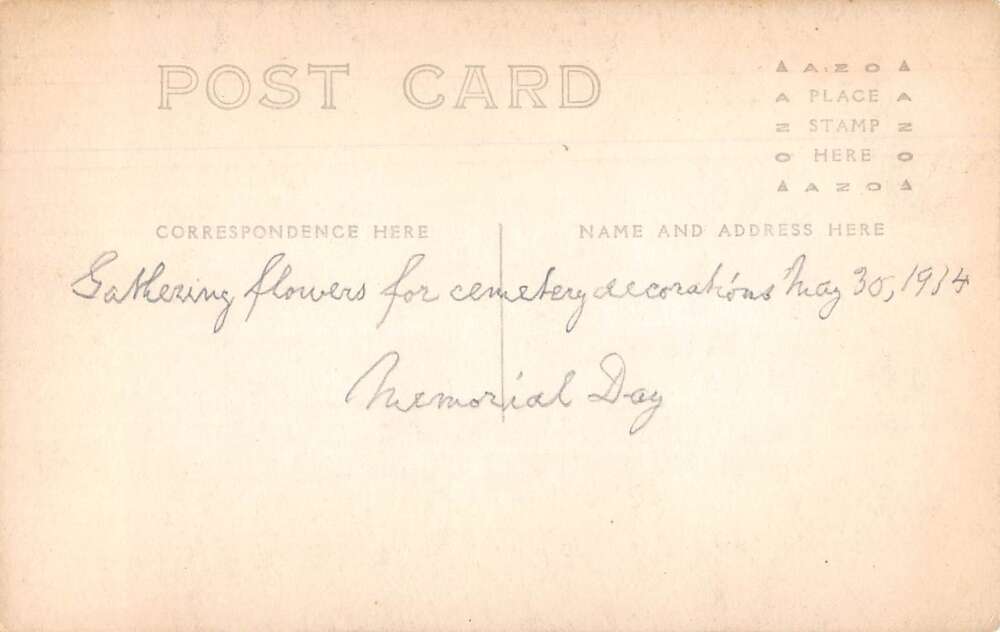 POST CARD
AZO
A PLACE A
Z STAMP Z
O HERE O
AZO
CORRESPONDENCE HERE
NAME AND ADDRESS HERE
Gathering flowers for cemetery decorations May 30, 1914
Memorial Day